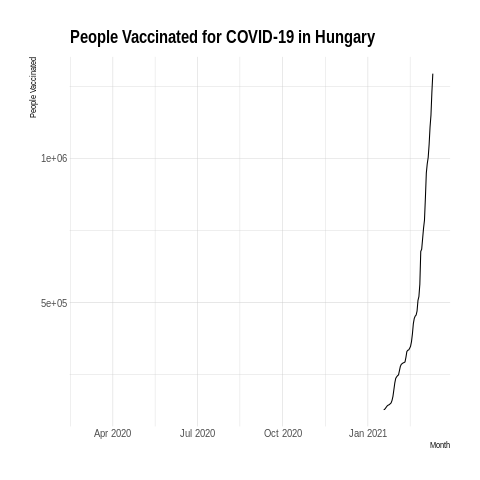 People Vaccinated for COVID-19 in Hungary
People Vaccinated
1e+06
5e+05
Apr 2020 Jul 2020 Oct 2020 Jan 2021
Month